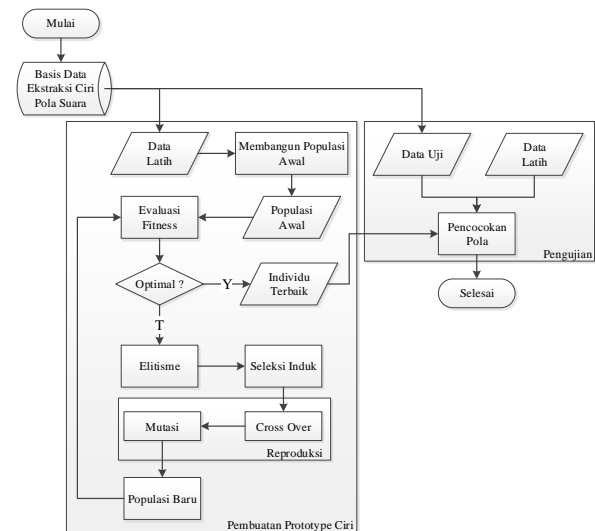 Mulai
Basis Data
Ekstraksi Ciri
Pola Suara
Data
Latih
Membangun Populasi
Awal
Data Uji
Data
Latih
Evaluasi
Fitness
Populasi
Awal
Pencocokan
Pola
Pengujian
Optimal ?
Y
Individu
Terbaik
Selesai
T
Elitisme
Seleksi Induk
Mutasi
Cross Over
Reproduksi
Populasi Baru
Pembuatan Prototype Ciri